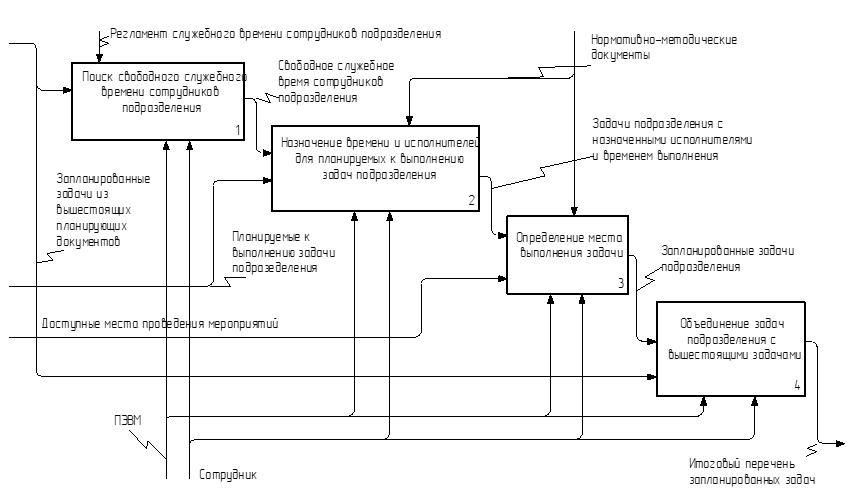 Регламент служебного времени сотрудников подразделения
Поиск свободного служебного
времени сотрудников
подразделения
1
Свободное служебное
время сотрудников
подразделения
Нормативно-методические
документы
Назначение времени и исполнителей
для планируемых к выполнению
задач подразделения
2
Задачи подразделения с
назначенными исполнителями
и временем выполнения
Запланированные
задачи из
вышестоящих
планирующих
документов
Планируемые к
выполнению задачи
подразеделения
Определение места
выполнения задачи
3
Запланированные задачи
подразделения
Доступные места проведения мероприятий
Объединение задач
подразделения с
вышестоящими задачами
4
ПЭВМ
Сотрудник
Итоговый перечень
запланированных задач